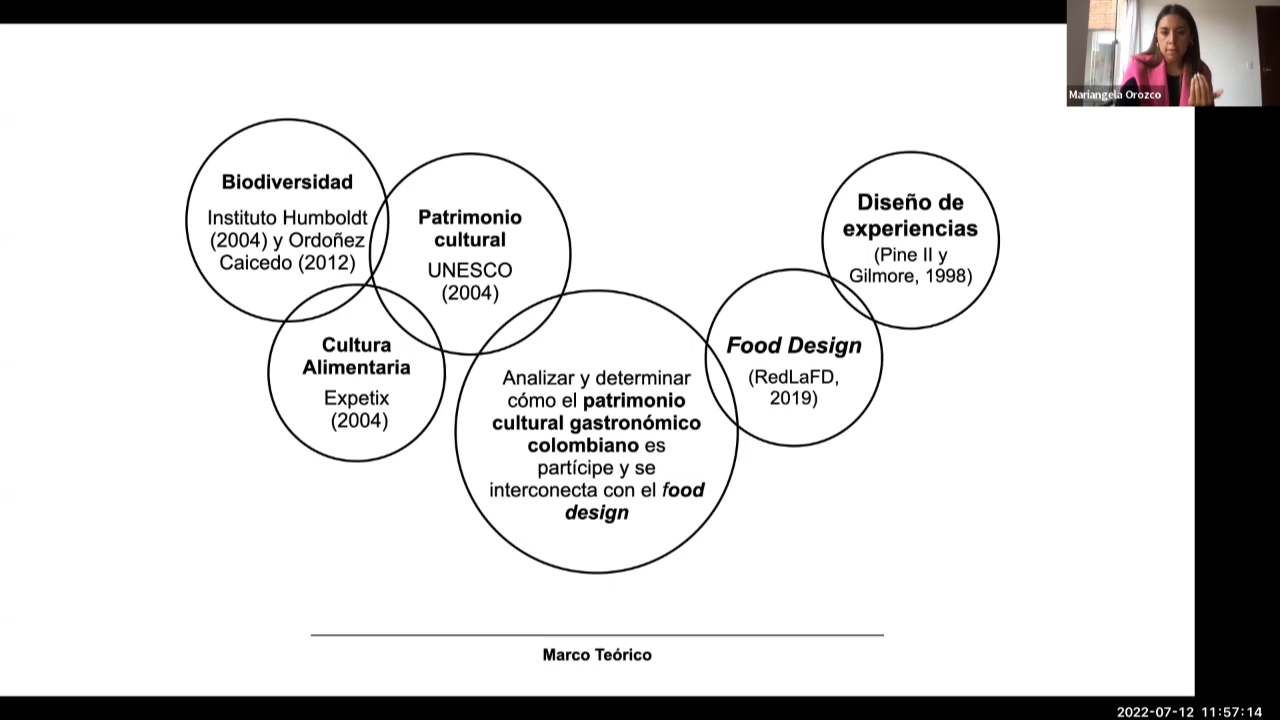 Mariangela Orozco
Biodiversidad
Instituto Humboldt
(2004) y Ordoñez
Caicedo (2012)
Patrimonio
cultural
UNESCO
(2004)
Cultura
Alimentaria
Expetix
(2004)
Analizar y determinar
cómo el patrimonio
cultural gastronómico
colombiano es
partícipe y se
interconecta con el food
design
Food Design
(RedLaFD,
2019)
Diseño de
experiencias
(Pine II y
Gilmore, 1998)
Marco Teórico
2022-07-12 11:57:14